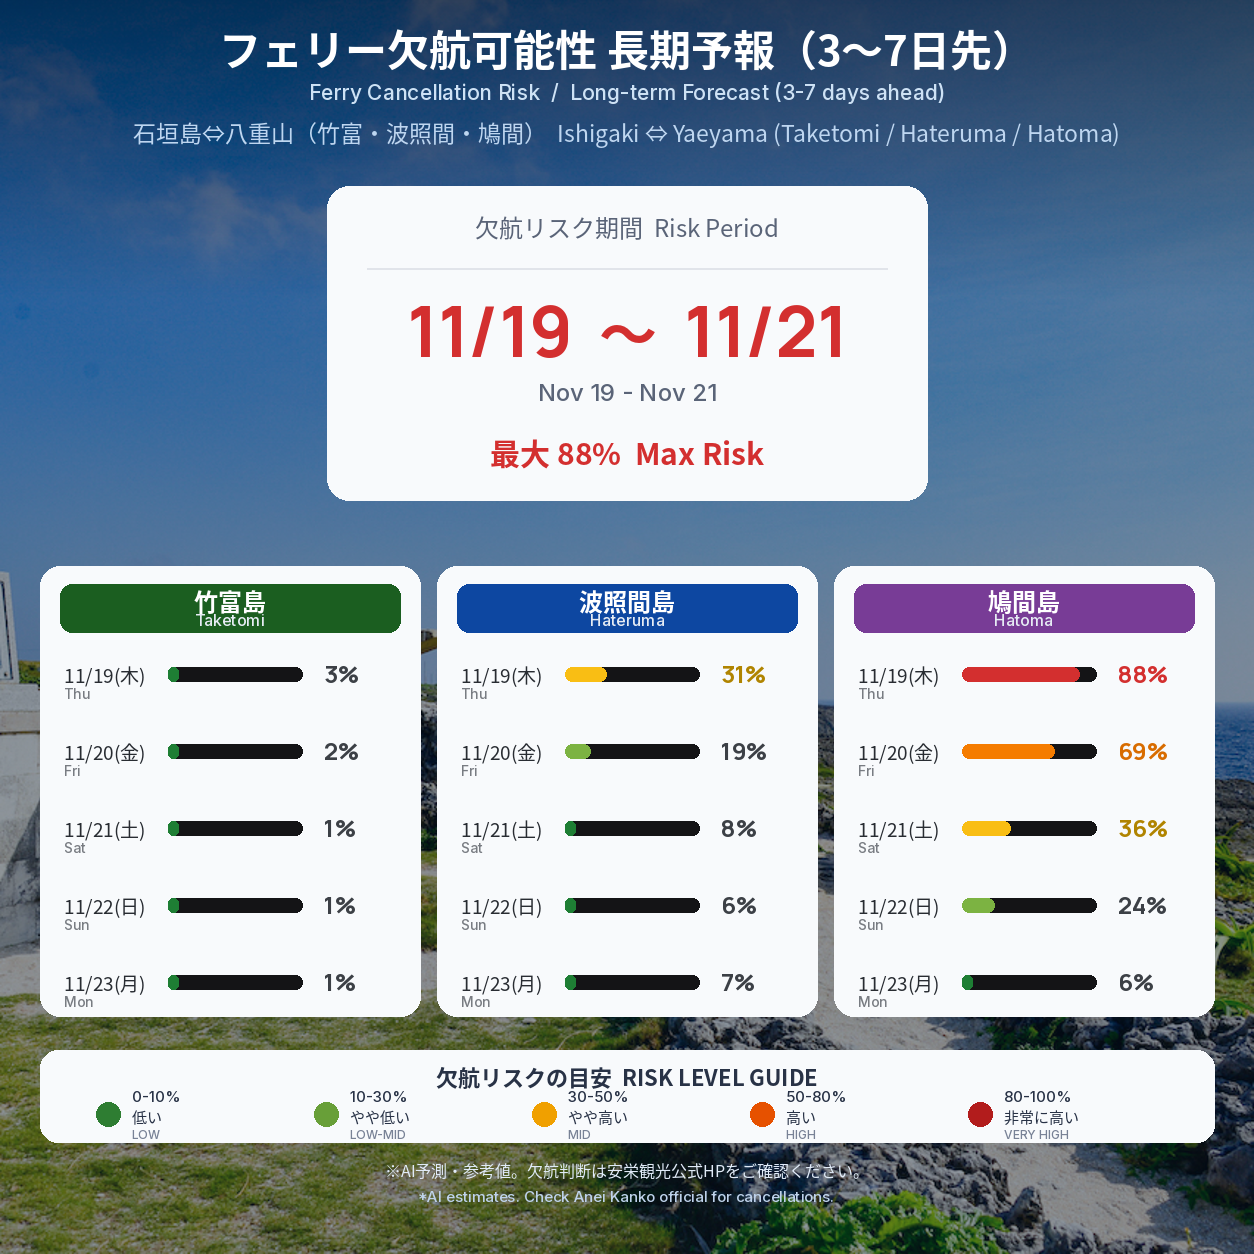 フェリー欠航可能性 長期予報（3〜7日先）
Ferry Cancellation Risk / Long-term Forecast (3-7 days ahead)
石垣島⇔八重山（竹富・波照間・鳩間） Ishigaki ⇔ Yaeyama (Taketomi / Hateruma / Hatoma)
欠航リスク期間 Risk Period
11/19 〜 11/21
Nov 19 - Nov 21
最大 88% Max Risk
竹富島
Taketomi
11/19(木) 3%
Thu
11/20(金) 2%
Fri
11/21(土) 1%
Sat
11/22(日) 1%
Sun
11/23(月) 1%
Mon
波照間島
Hateruma
11/19(木) 31%
Thu
11/20(金) 19%
Fri
11/21(土) 8%
Sat
11/22(日) 6%
Sun
11/23(月) 7%
Mon
鳩間島
Hatoma
11/19(木) 88%
Thu
11/20(金) 69%
Fri
11/21(土) 36%
Sat
11/22(日) 24%
Sun
11/23(月) 6%
Mon
欠航リスクの目安 RISK LEVEL GUIDE
0-10%
低い
LOW
10-30%
やや低い
LOW-MID
30-50%
やや高い
MID
50-80%
高い
HIGH
80-100%
非常に高い
VERY HIGH
※AI予測・参考値。欠航判断は安栄観光公式HPをご確認ください。
*AI estimates. Check Anei Kanko official for cancellations.